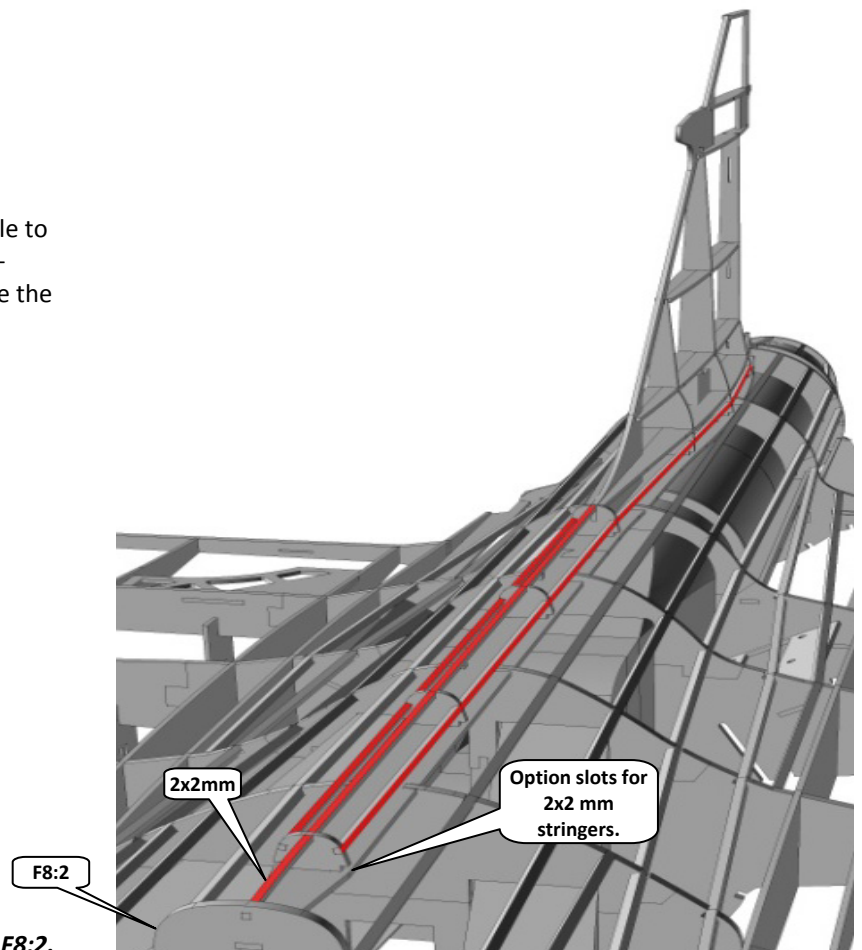 le to
-
e the
2x2mm
Option slots for
2x2 mm
stringers.
F8:2
F8:2.